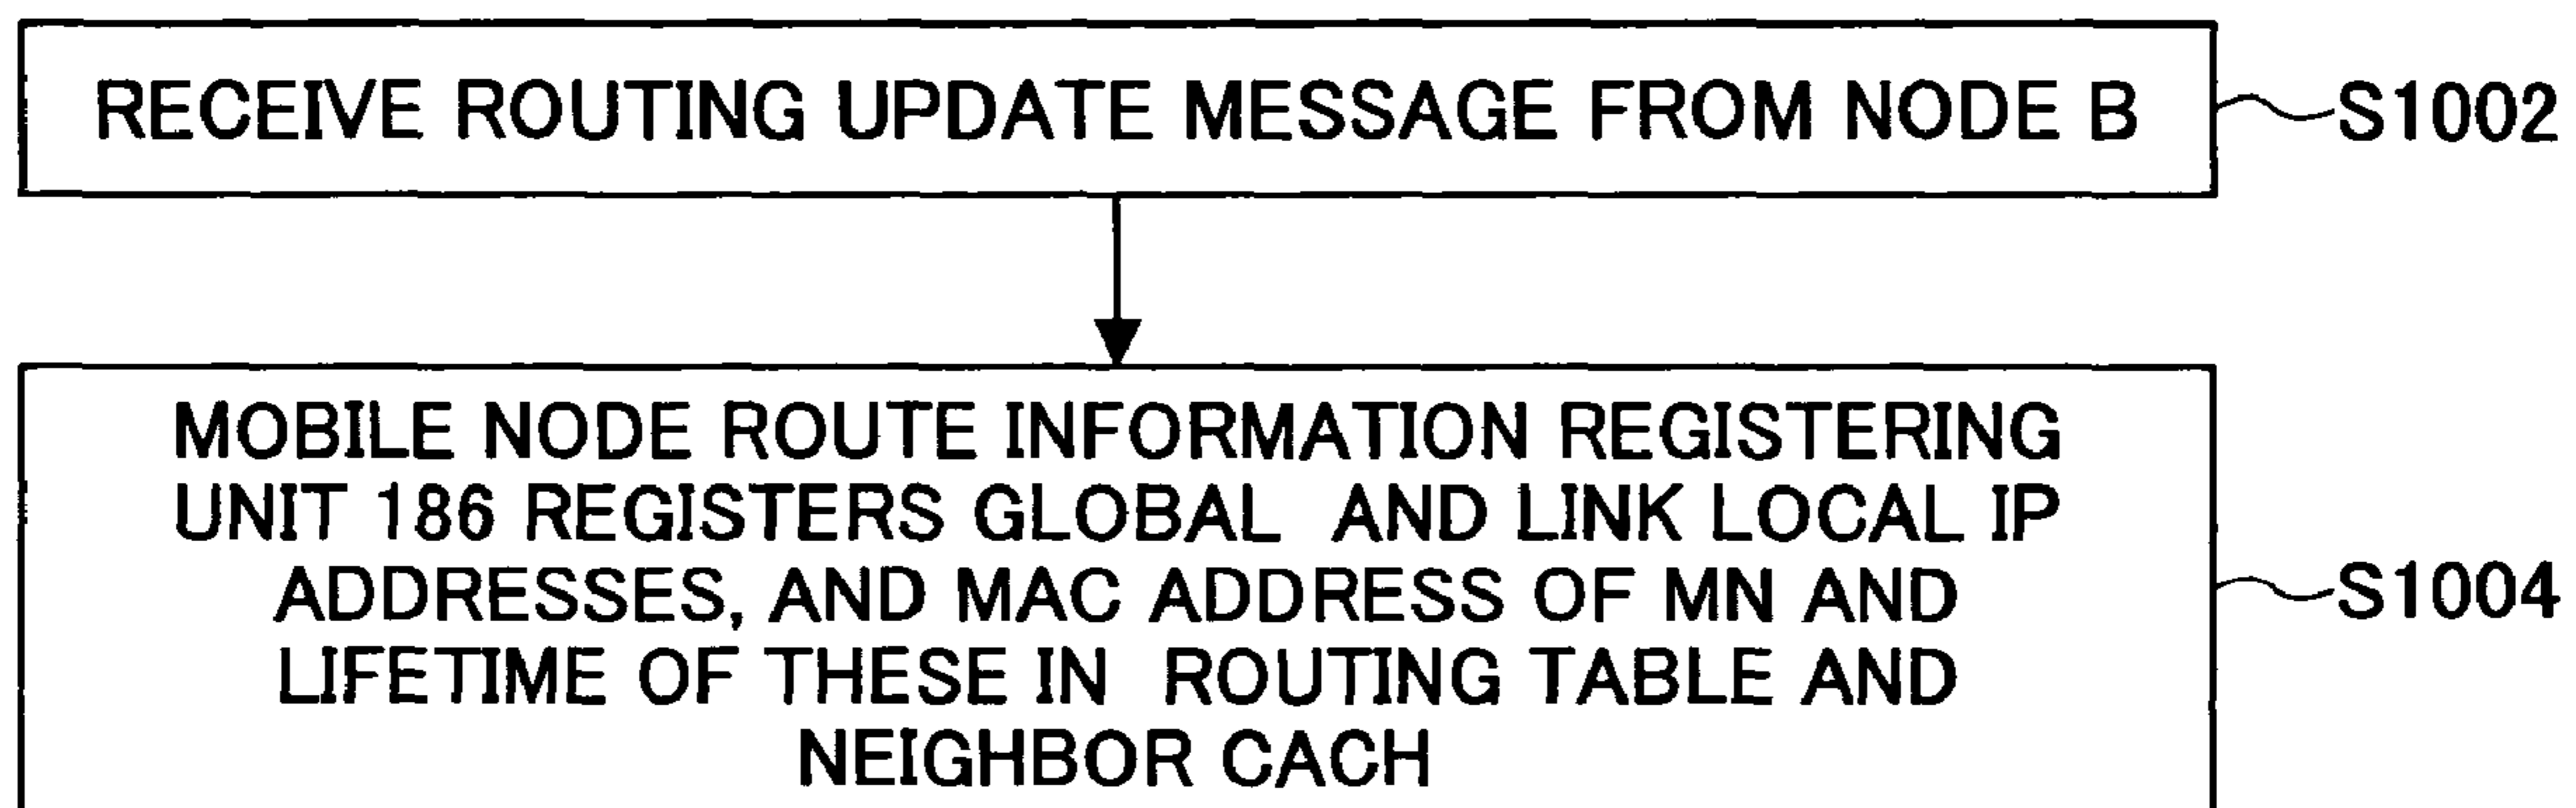 RECEIVE ROUTING UPDATE MESSAGE FROM NODE B
S1002
MOBILE NODE ROUTE INFORMATION REGISTERING
UNIT 186 REGISTERS GLOBAL AND LINK LOCAL IP
ADDRESSES, AND MAC ADDRESS OF MN AND
LIFETIME OF THESE IN ROUTING TABLE AND
NEIGHBOR CACH
S1004